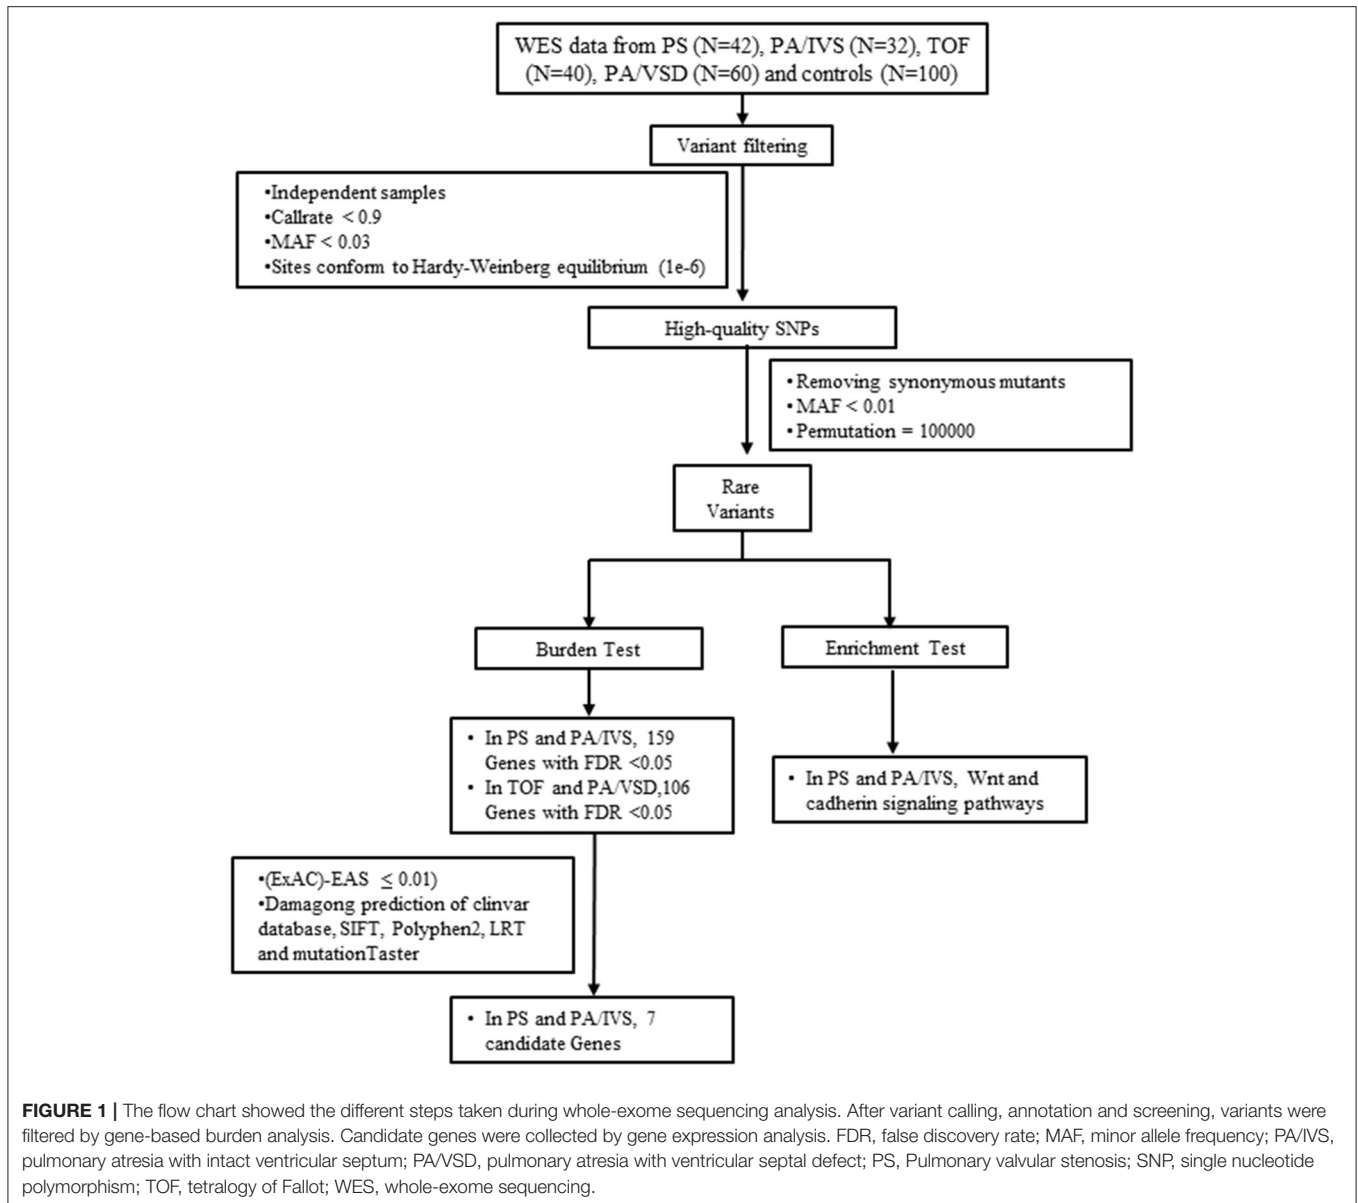 WES data from PS (N=42), PA/IVS (N=32), TOF
(N=40), PA/VSD (N=60) and controls (N=100)
Variant filtering
•Independent samples
•Callrate < 0.9
•MAF < 0.03
•Sites conform to Hardy-Weinberg equilibrium (1e-6)
High-quality SNPs
• Removing synonymous mutants
• MAF < 0.01
• Permutation = 100000
Rare
Variants
Burden Test
Enrichment Test
• In PS and PA/IVS, 159
Genes with FDR <0.05
• In TOF and PA/VSD,106
Genes with FDR <0.05
• In PS and PA/IVS, Wnt and
cadherin signaling pathways
•(ExAC)-EAS ≤ 0.01)
•Damagong prediction of clinvar
database, SIFT, Polyphen2, LRT
and mutationTaster
• In PS and PA/IVS, 7
candidate Genes
FIGURE 1 | The flow chart showed the different steps taken during whole-exome sequencing analysis. After variant calling, annotation and screening, variants were
filtered by gene-based burden analysis. Candidate genes were collected by gene expression analysis. FDR, false discovery rate; MAF, minor allele frequency; PA/IVS,
pulmonary atresia with intact ventricular septum; PA/VSD, pulmonary atresia with ventricular septal defect; PS, Pulmonary valvular stenosis; SNP, single nucleotide
polymorphism; TOF, tetralogy of Fallot; WES, whole-exome sequencing.